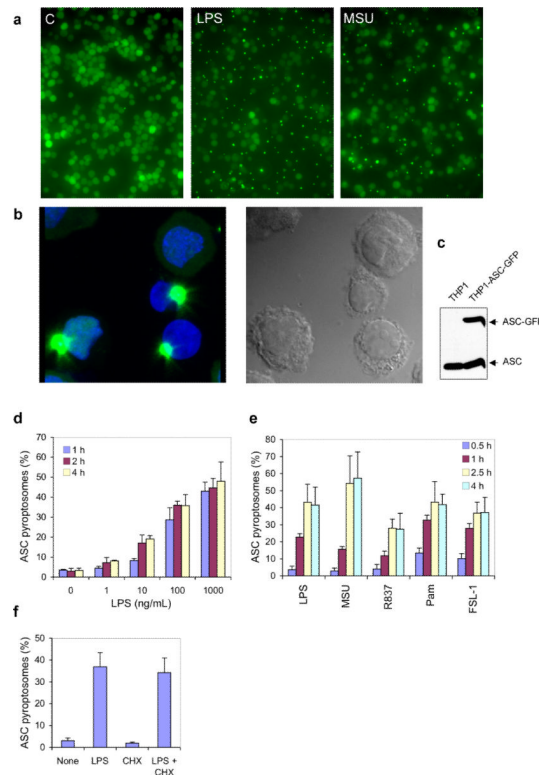 a
C
LPS
MSU
b
c
THP1
THP1-ASC-GFP
ASC-GF
ASC
d
1 h
2 h
4 h
ASC pyroptosomes (%)
70
60
50
40
30
20
10
0
0 1 10 100 1000
LPS (ng/mL)
e
0.5 h
1 h
2.5 h
4 h
ASC pyroptosomes (%)
80
70
60
50
40
30
20
10
0
LPS
MSU
R837
Pam
FSL-1
f
ASC pyroptosomes (%)
50
40
30
20
10
0
None LPS CHX LPS +
CHX